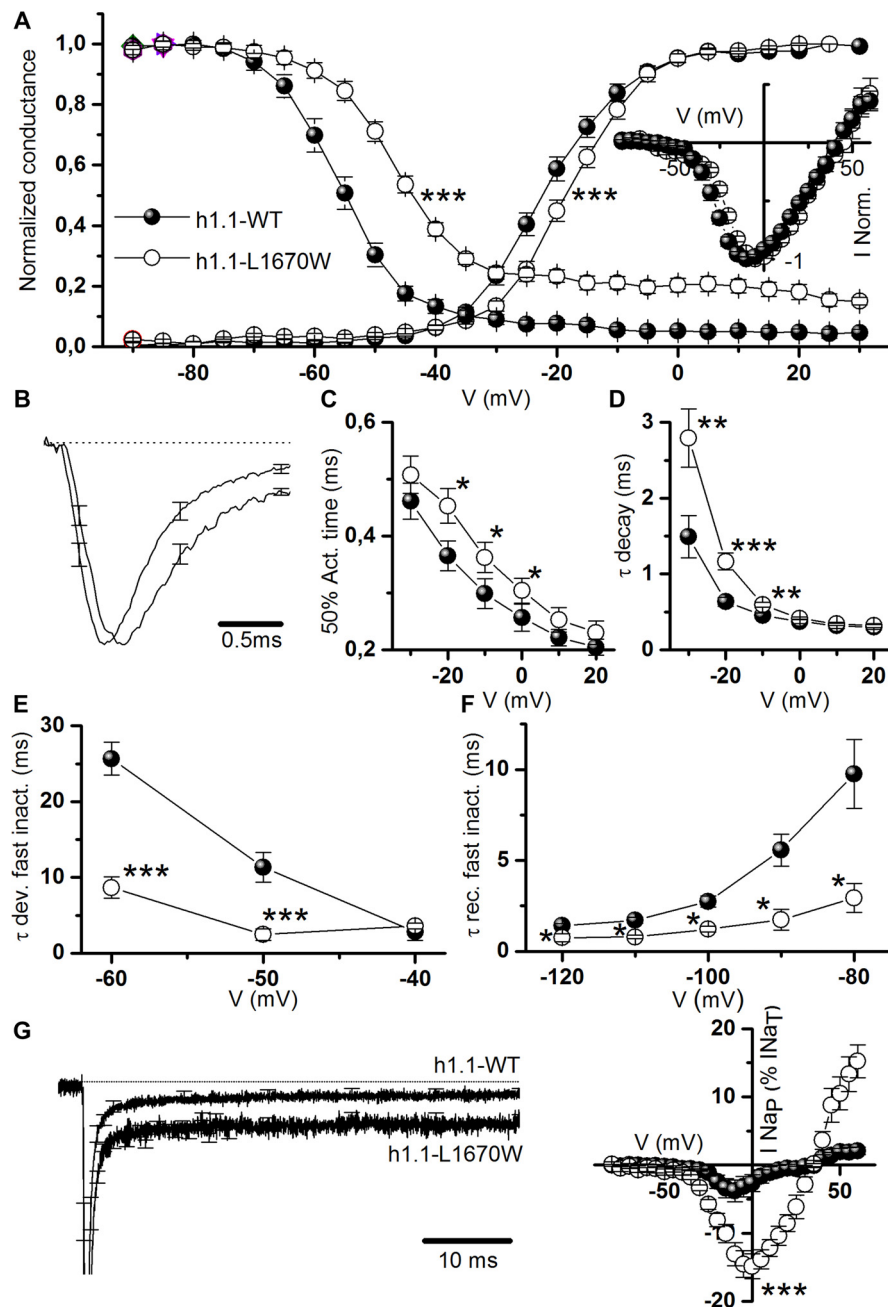 A
Normalized conductance
1,0
0,8
0,6
0,4
0,2
0,0
h1.1-WT
h1.1-L1670W
***
***
V (mV)
-50
50
-1
I Norm.
-80
-60
-40
-20
0
20
V (mV)
B
0.5ms
C
50% Act. time (ms)
0,6
0,4
0,2
*
*
*
-20
0
20
V (mV)
D
τ decay (ms)
3
2
1
0
**
***
**
-20
0
20
V (mV)
E
τ dev. fast inact. (ms)
30
20
10
0
***
***
-60
-50
-40
V (mV)
F
τ rec. fast inact. (ms)
10
5
0
*
*
*
*
*
-120
-100
-80
V (mV)
G
h1.1-WT
h1.1-L1670W
10 ms
20
10
-20
I NaP (% INaT)
V (mV)
-50
50
***